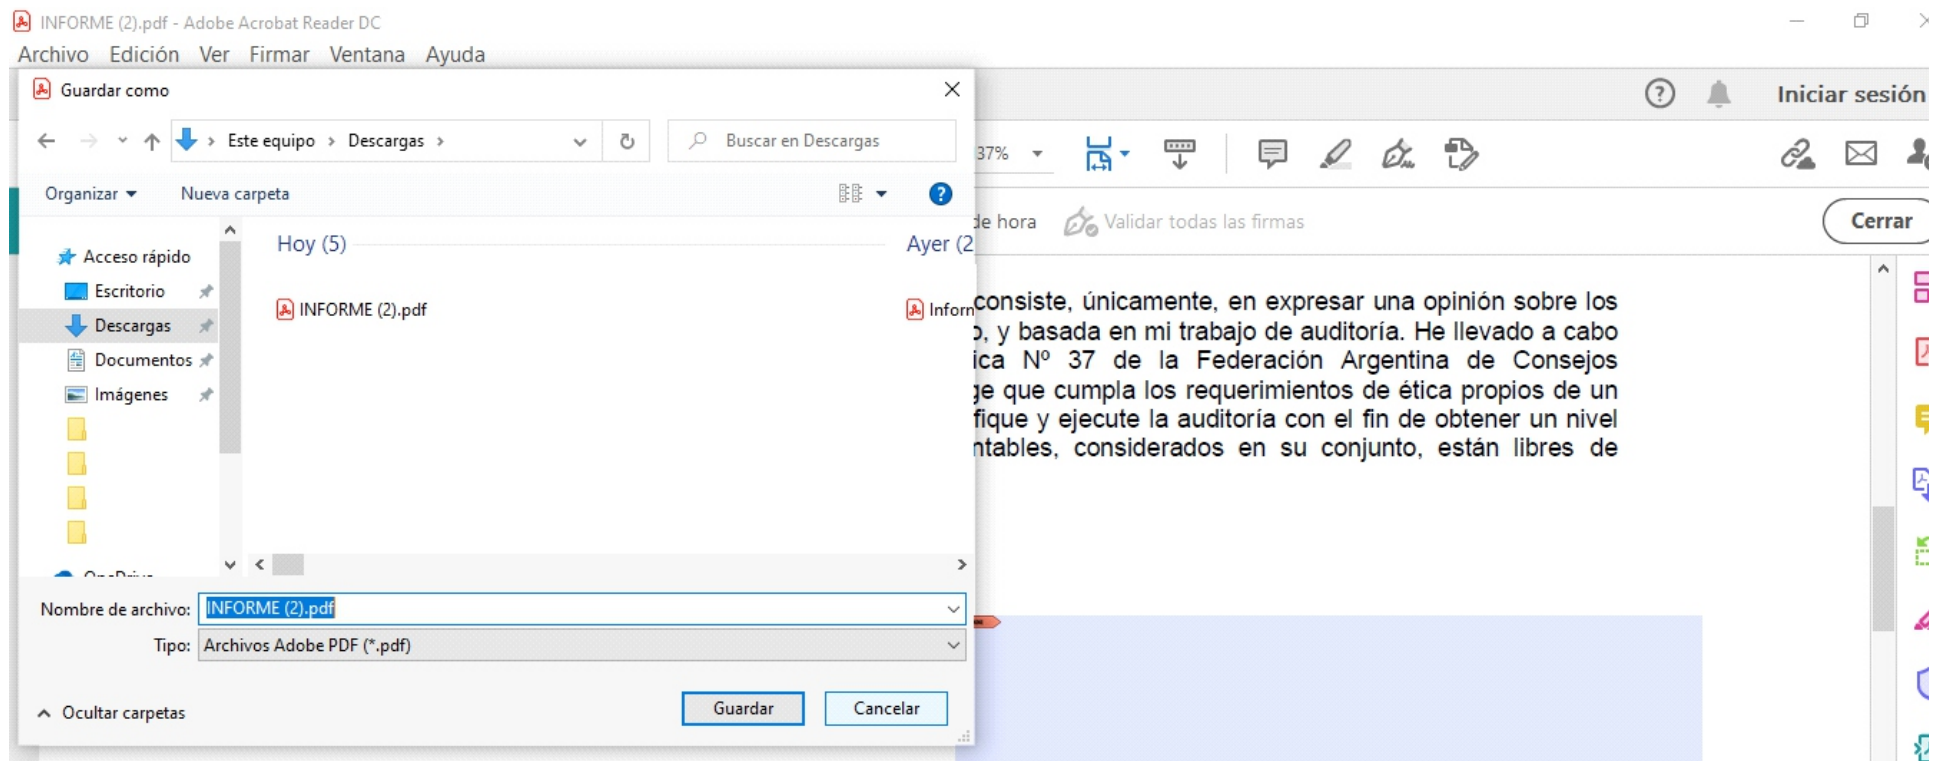 INFORME (2).pdf - Adobe Acrobat Reader DC
Archivo Edición Ver Firmar Ventana Ayuda
Guardar como
Iniciar sesión
Este equipo > Descargas >
Buscar en Descargas
37%
Organizar
Nueva carpeta
de hora
Validar todas las firmas
Cerrar
Acceso rápido
Escritorio
Descargas
Documentos
Imágenes
Hoy (5)
Ayer (2
INFORME (2).pdf
Inform
consiste, únicamente, en expresar una opinión sobre los
o, y basada en mi trabajo de auditoría. He llevado a cabo
ica Nº 37 de la Federación Argentina de Consejos
ge que cumpla los requerimientos de ética propios de un
fique y ejecute la auditoría con el fin de obtener un nivel
ntables, considerados en su conjunto, están libres de
Nombre de archivo: INFORME (2).pdf
Tipo: Archivos Adobe PDF (*.pdf)
Ocultar carpetas
Guardar
Cancelar